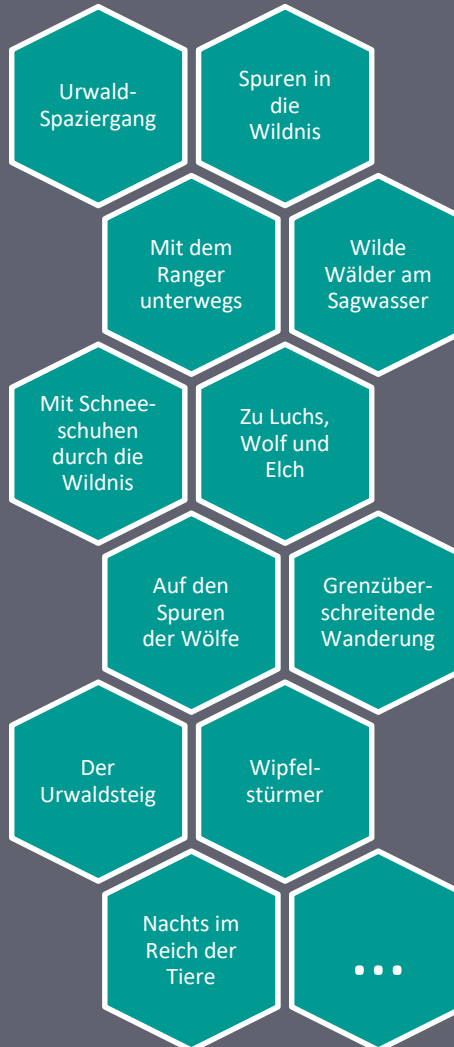 Urwald-
Spaziergang
Spuren in
die
Wildnis
Mit dem
Ranger
unterwegs
Wilde
Wälder am
Sagwasser
Mit Schnee-
schuhen
durch die
Wildnis
Zu Luchs,
Wolf und
Elch
Auf den
Spuren
der Wölfe
Grenzüber-
schreitende
Wanderung
Der
Urwaldsteig
Wipfel-
stürmer
Nachts im
Reich der
Tiere
...